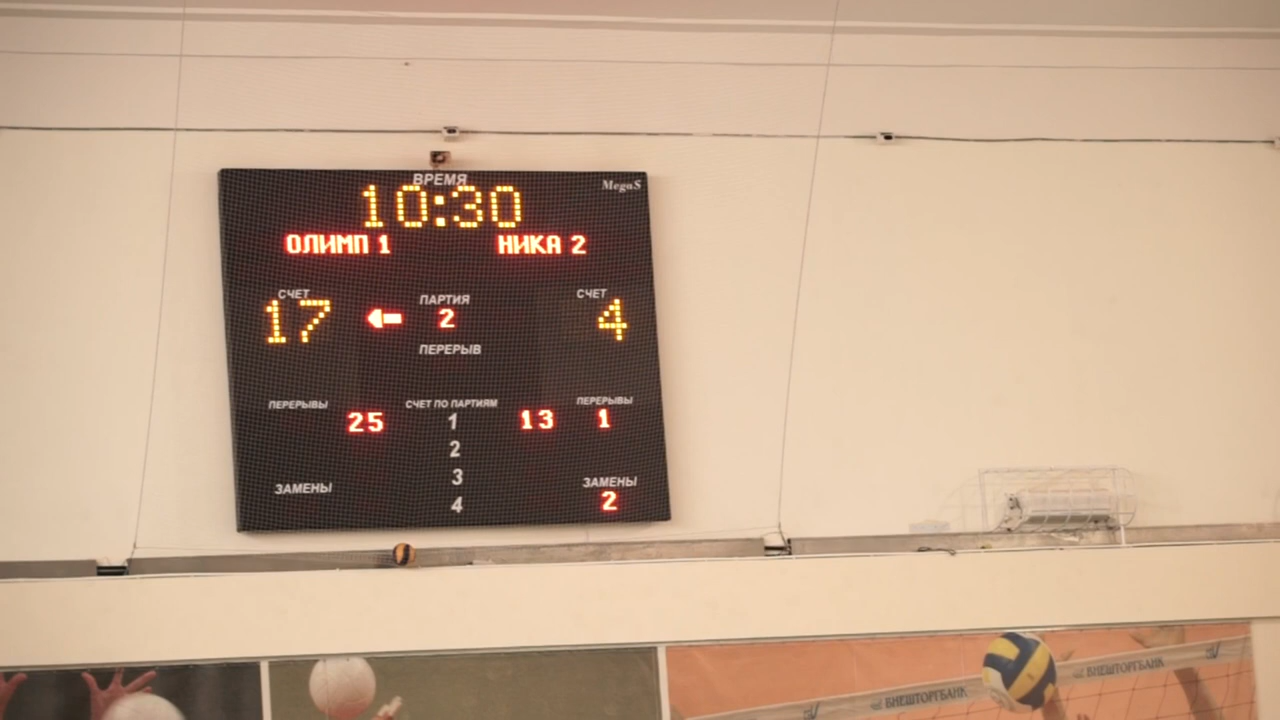 ВРЕМЯ
MegaS
10:30
ОЛИМП 1 НИКА 2
СЧЕТ ПАРТИЯ СЧЕТ
17 2 4
ПЕРЕРЫВ
ПЕРЕРЫВЫ СЧЕТ ПО ПАРТИЯМ ПЕРЕРЫВЫ
25 1 13 1
2
3
ЗАМЕНЫ ЗАМЕНЫ
4 2
ВНЕШТОРГБАНК ВНЕШТОРГБАНК